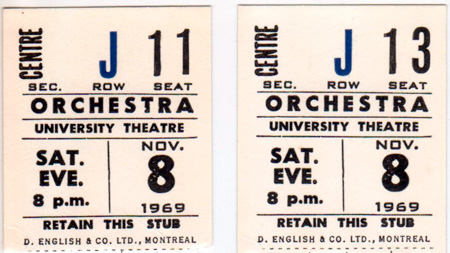 CENTRE J 11
SEC. ROW SEAT
ORCHESTRA
UNIVERSITY THEATRE
SAT. NOV.
EVE. 8
8 p.m. 1969
RETAIN THIS STUB
D. ENGLISH & CO. LTD., MONTREAL
CENTRE J 13
SEC. ROW SEAT
ORCHESTRA
UNIVERSITY THEATRE
SAT. NOV.
EVE. 8
8 p.m. 1969
RETAIN THIS STUB
D. ENGLISH & CO. LTD., MONTREAL